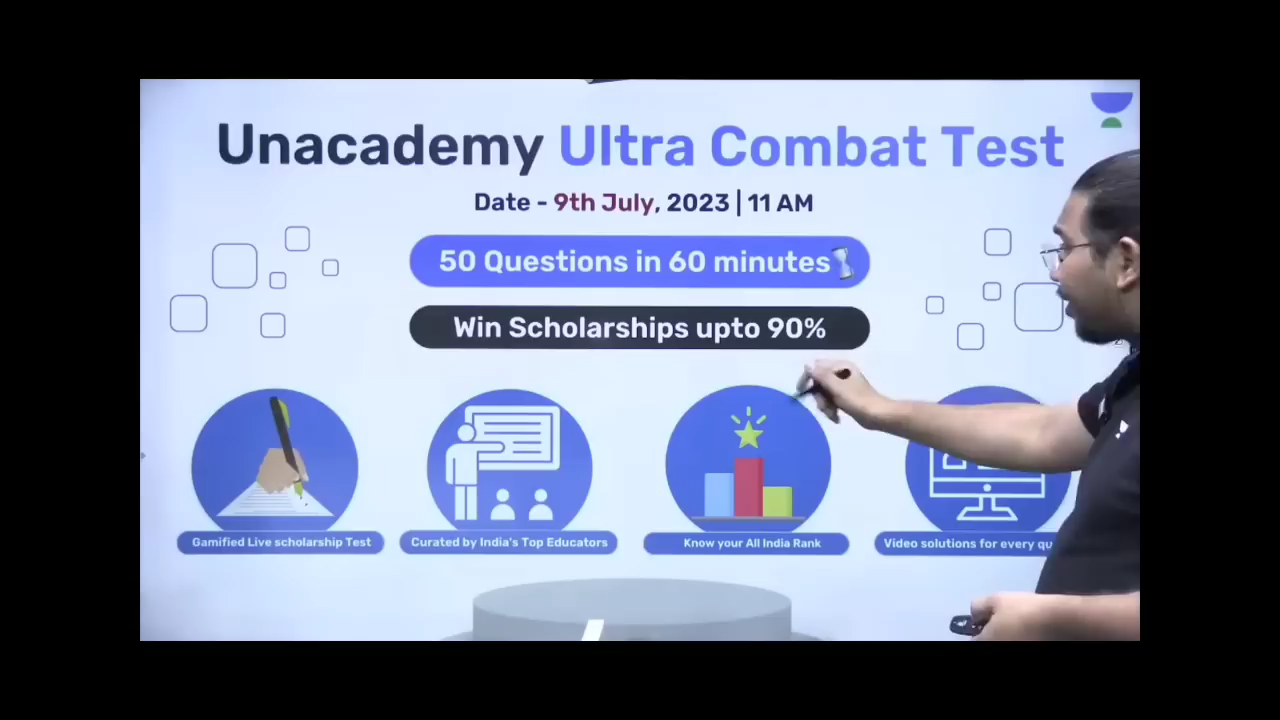 Unacademy Ultra Combat Test
Date - 9th July, 2023 | 11 AM
50 Questions in 60 minutes
Win Scholarships upto 90%
Gamified Live scholarship Test
Curated by India's Top Educators
Know your All India Rank
Video solutions for every